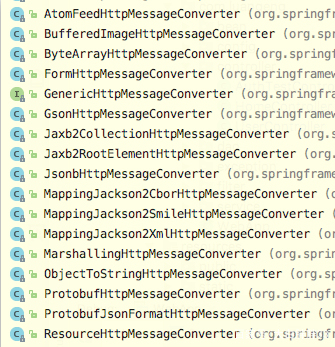 AtomFeedHttpMessageConverter (org.springfr
BufferedImageHttpMessageConverter (org.spr
ByteArrayHttpMessageConverter (org.springf
FormHttpMessageConverter (org.springframew
GenericHttpMessageConverter (org.springfra
GsonHttpMessageConverter (org.springframew
Jaxb2CollectionHttpMessageConverter (org.s
Jaxb2RootElementHttpMessageConverter (org.
JsonbHttpMessageConverter (org.springframe
MappingJackson2CborHttpMessageConverter (o
MappingJackson2SmileHttpMessageConverter (
MappingJackson2XmlHttpMessageConverter (or
MarshallingHttpMessageConverter (org.sprin
ObjectToStringHttpMessageConverter (org.sp
ProtobufHttpMessageConverter (org.springfr
ProtobufJsonFormatHttpMessageConverter (or
ResourceHttpMessageConverter (org.springfr